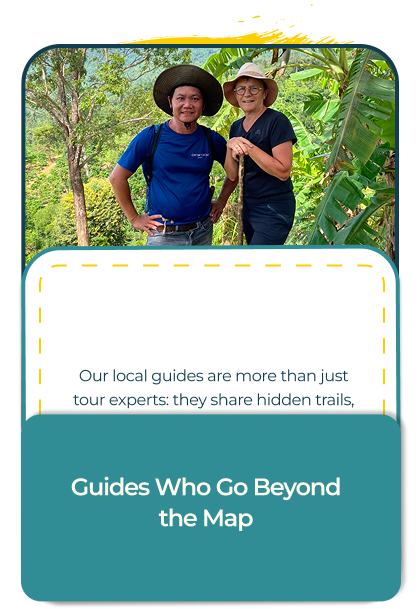 Our local guides are more than just
tour experts: they share hidden trails,
Guides Who Go Beyond
the Map